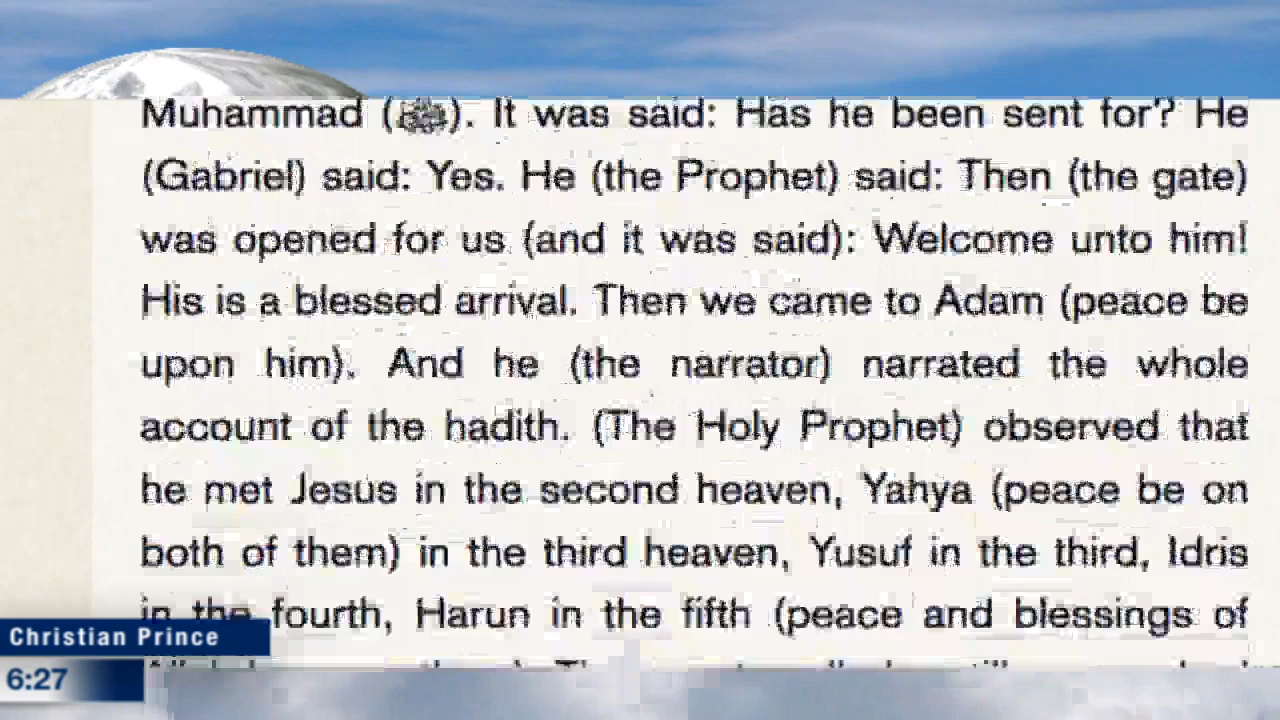 Muhammad (ﷺ). It was said: Has he been sent for? He
(Gabriel) said: Yes. He (the Prophet) said: Then (the gate)
was opened for us (and it was said): Welcome unto him!
His is a blessed arrival. Then we came to Adam (peace be
upon him). And he (the narrator) narrated the whole
account of the hadith. (The Holy Prophet) observed that
he met Jesus in the second heaven, Yahya (peace be on
both of them) in the third heaven, Yusuf in the third, Idris
in the fourth, Harun in the fifth (peace and blessings of
Christian Prince
6:27